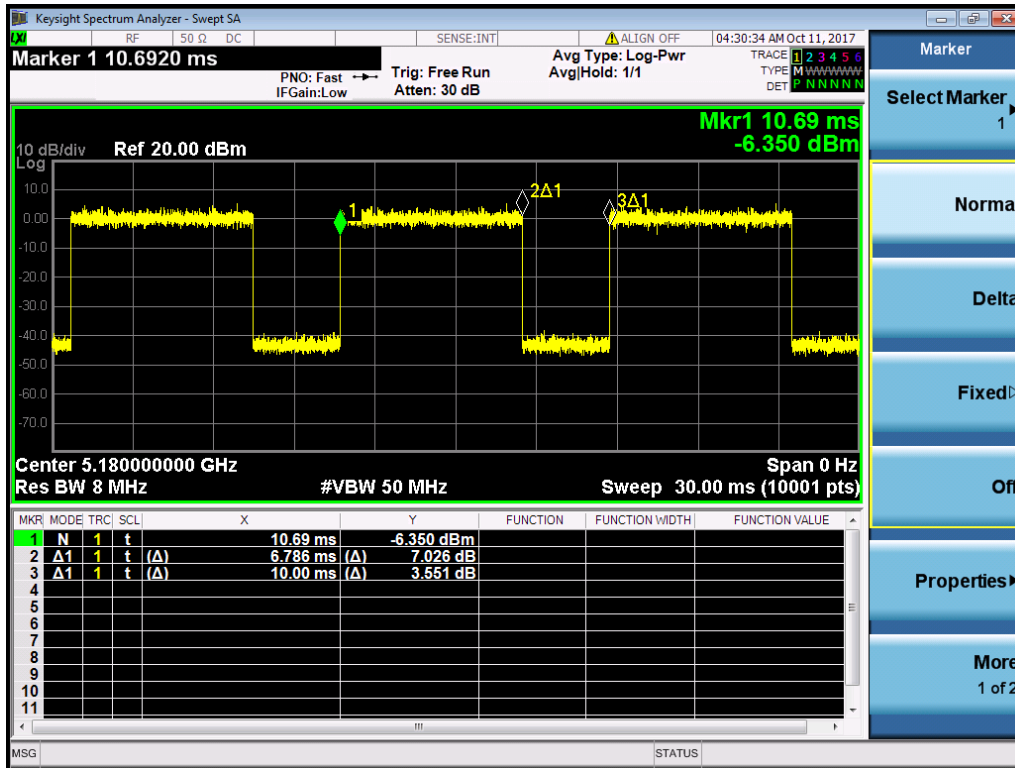 Keysight Spectrum Analyzer - Swept SA
LXI RF 50 Ω DC SENSE:INT ALIGN OFF 04:30:34 AM Oct 11, 2017
Marker 1 10.6920 ms
PNO: Fast
IFGain:Low
Trig: Free Run
Atten: 30 dB
Avg Type: Log-Pwr
Avg|Hold: 1/1
TRACE 1 2 3 4 5 6
TYPE M WWWWW
DET P N N N N N
Mkr1 10.69 ms
-6.350 dBm
10 dB/div Ref 20.00 dBm
Log
10.0
0.00
-10.0
-20.0
-30.0
-40.0
-50.0
-60.0
-70.0
1
2Δ1
3Δ1
Center 5.180000000 GHz Span 0 Hz
Res BW 8 MHz #VBW 50 MHz Sweep 30.00 ms (10001 pts)
MKR MODE TRC SCL X Y FUNCTION FUNCTION WIDTH FUNCTION VALUE
1 N 1 t 10.69 ms -6.350 dBm
2 Δ1 1 t (Δ) 6.786 ms (Δ) 7.026 dB
3 Δ1 1 t (Δ) 10.00 ms (Δ) 3.551 dB
4
5
6
7
8
9
10
11
MSG STATUS
Marker
Select Marker
1
Norma
Delta
Fixed
Off
Properties
More
1 of 2